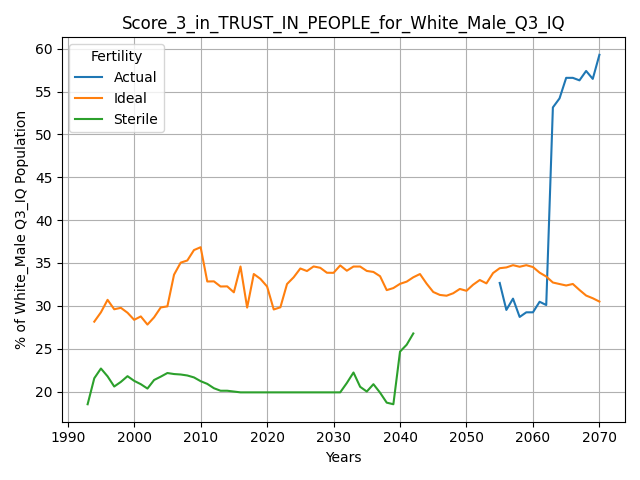 Score_3_in_TRUST_IN_PEOPLE_for_White_Male_Q3_IQ
Fertility
Actual
Ideal
Sterile
% of White_Male Q3_IQ Population
60
55
50
45
40
35
30
25
20
1990 2000 2010 2020 2030 2040 2050 2060 2070
Years